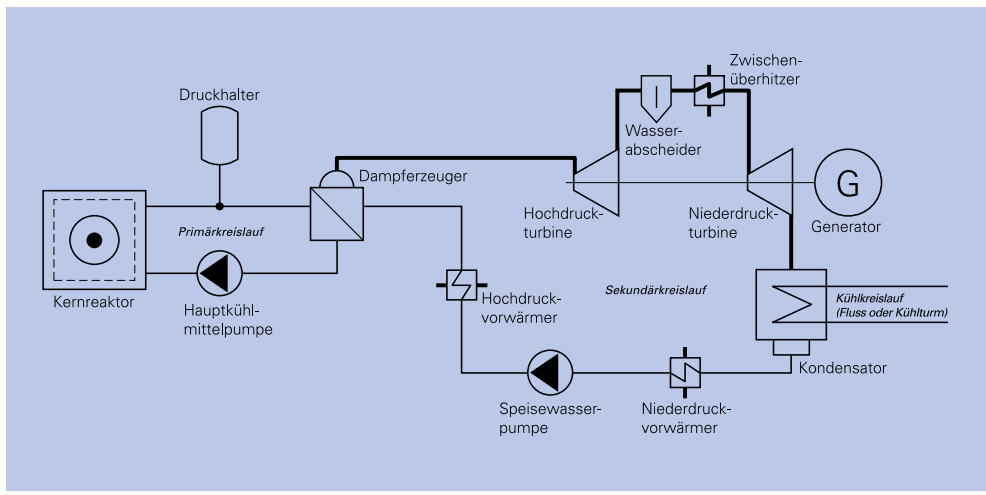 Zwischen-
überhitzer
Druckhalter
Wasser-
abscheider
Dampferzeuger
G
Hochdruck-
turbine
Niederdruck-
turbine
Generator
Primärkreislauf
Kernreaktor
Hauptkühl-
mittelpumpe
Hochdruck-
vorwärmer
Sekundärkreislauf
Kühlkreislauf
(Fluss oder Kühlturm)
Kondensator
Speisewasser-
pumpe
Niederdruck-
vorwärmer